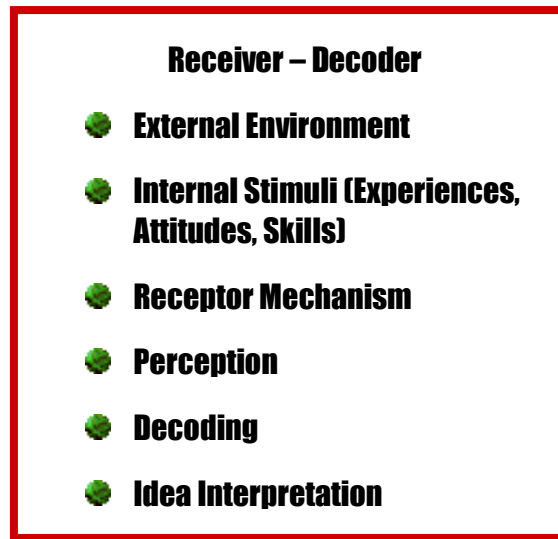 Receiver – Decoder
External Environment
Internal Stimuli (Experiences,
Attitudes, Skills)
Receptor Mechanism
Perception
Decoding
Idea Interpretation